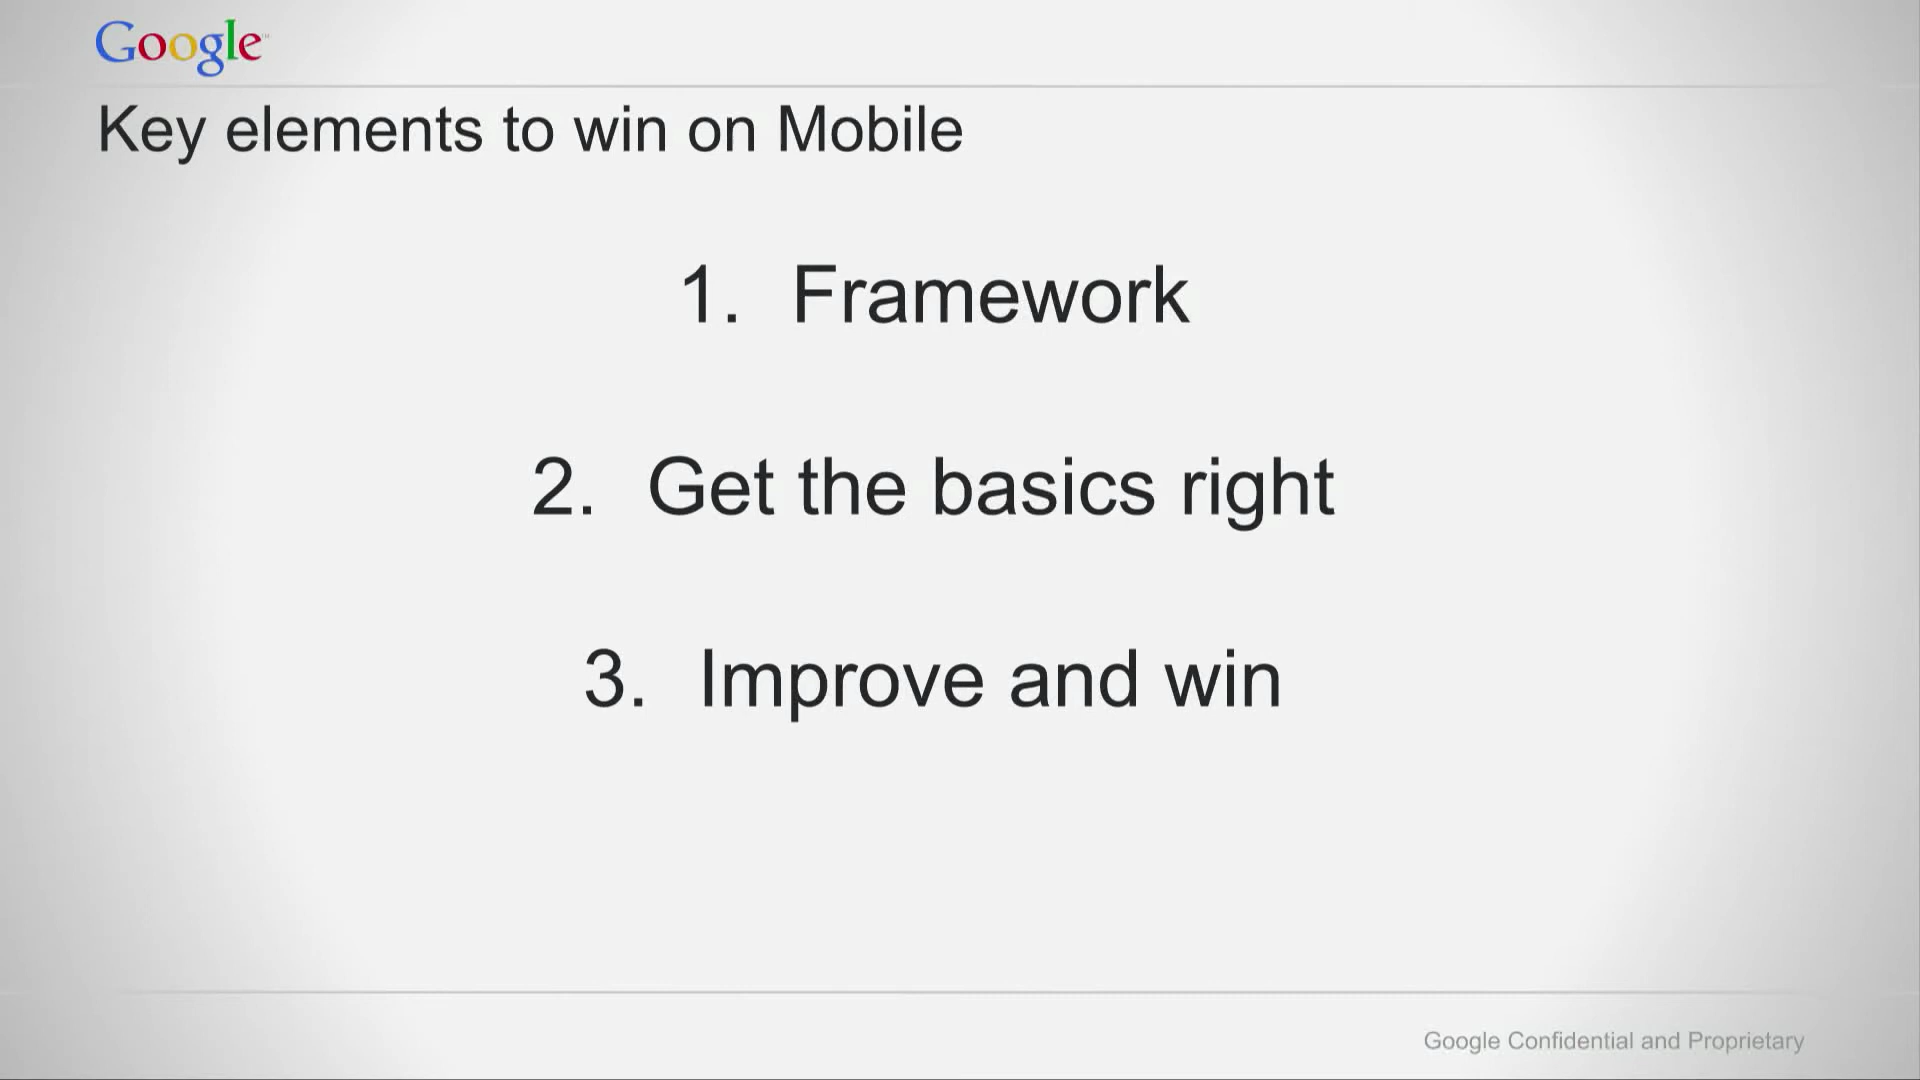 Google
Key elements to win on Mobile
1. Framework
2. Get the basics right
3. Improve and win
Google Confidential and Proprietary